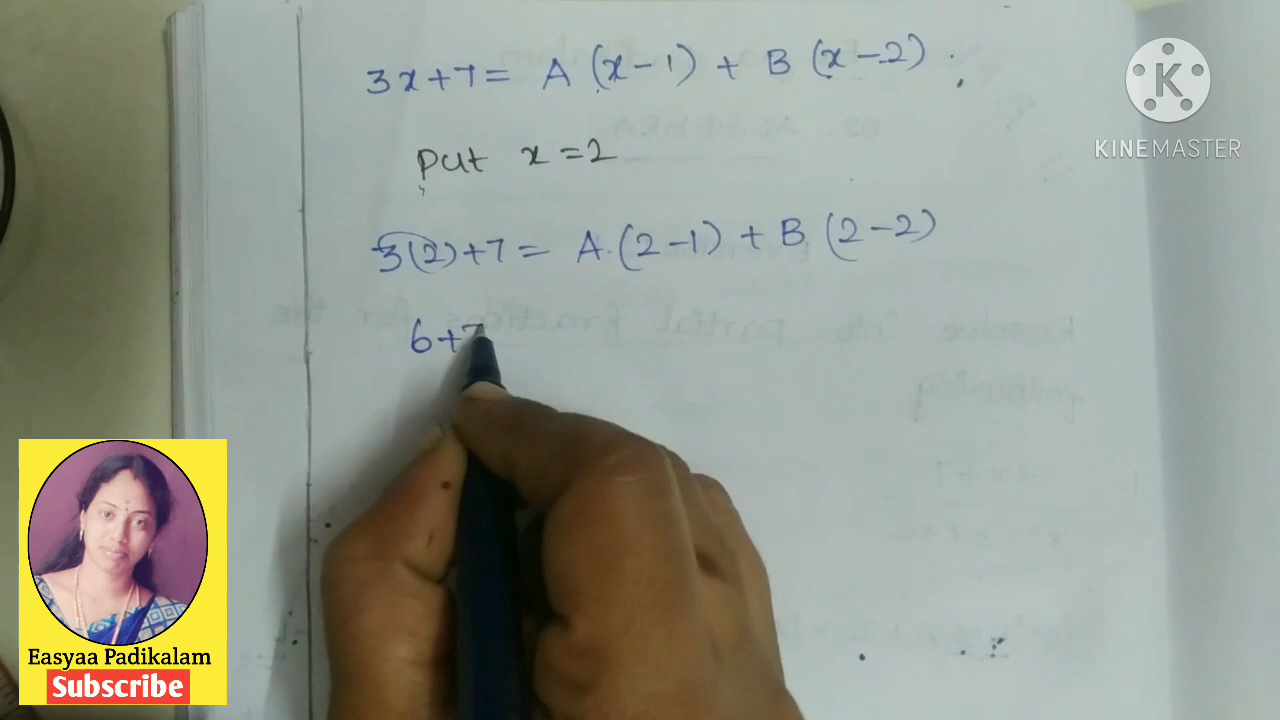 3x+7= A (x-1) + B (x-2).
put x=2
3(2)+7= A.(2-1) + B (2-2)
6+7
K
KINEMASTER
Easyaa Padikalam
Subscribe